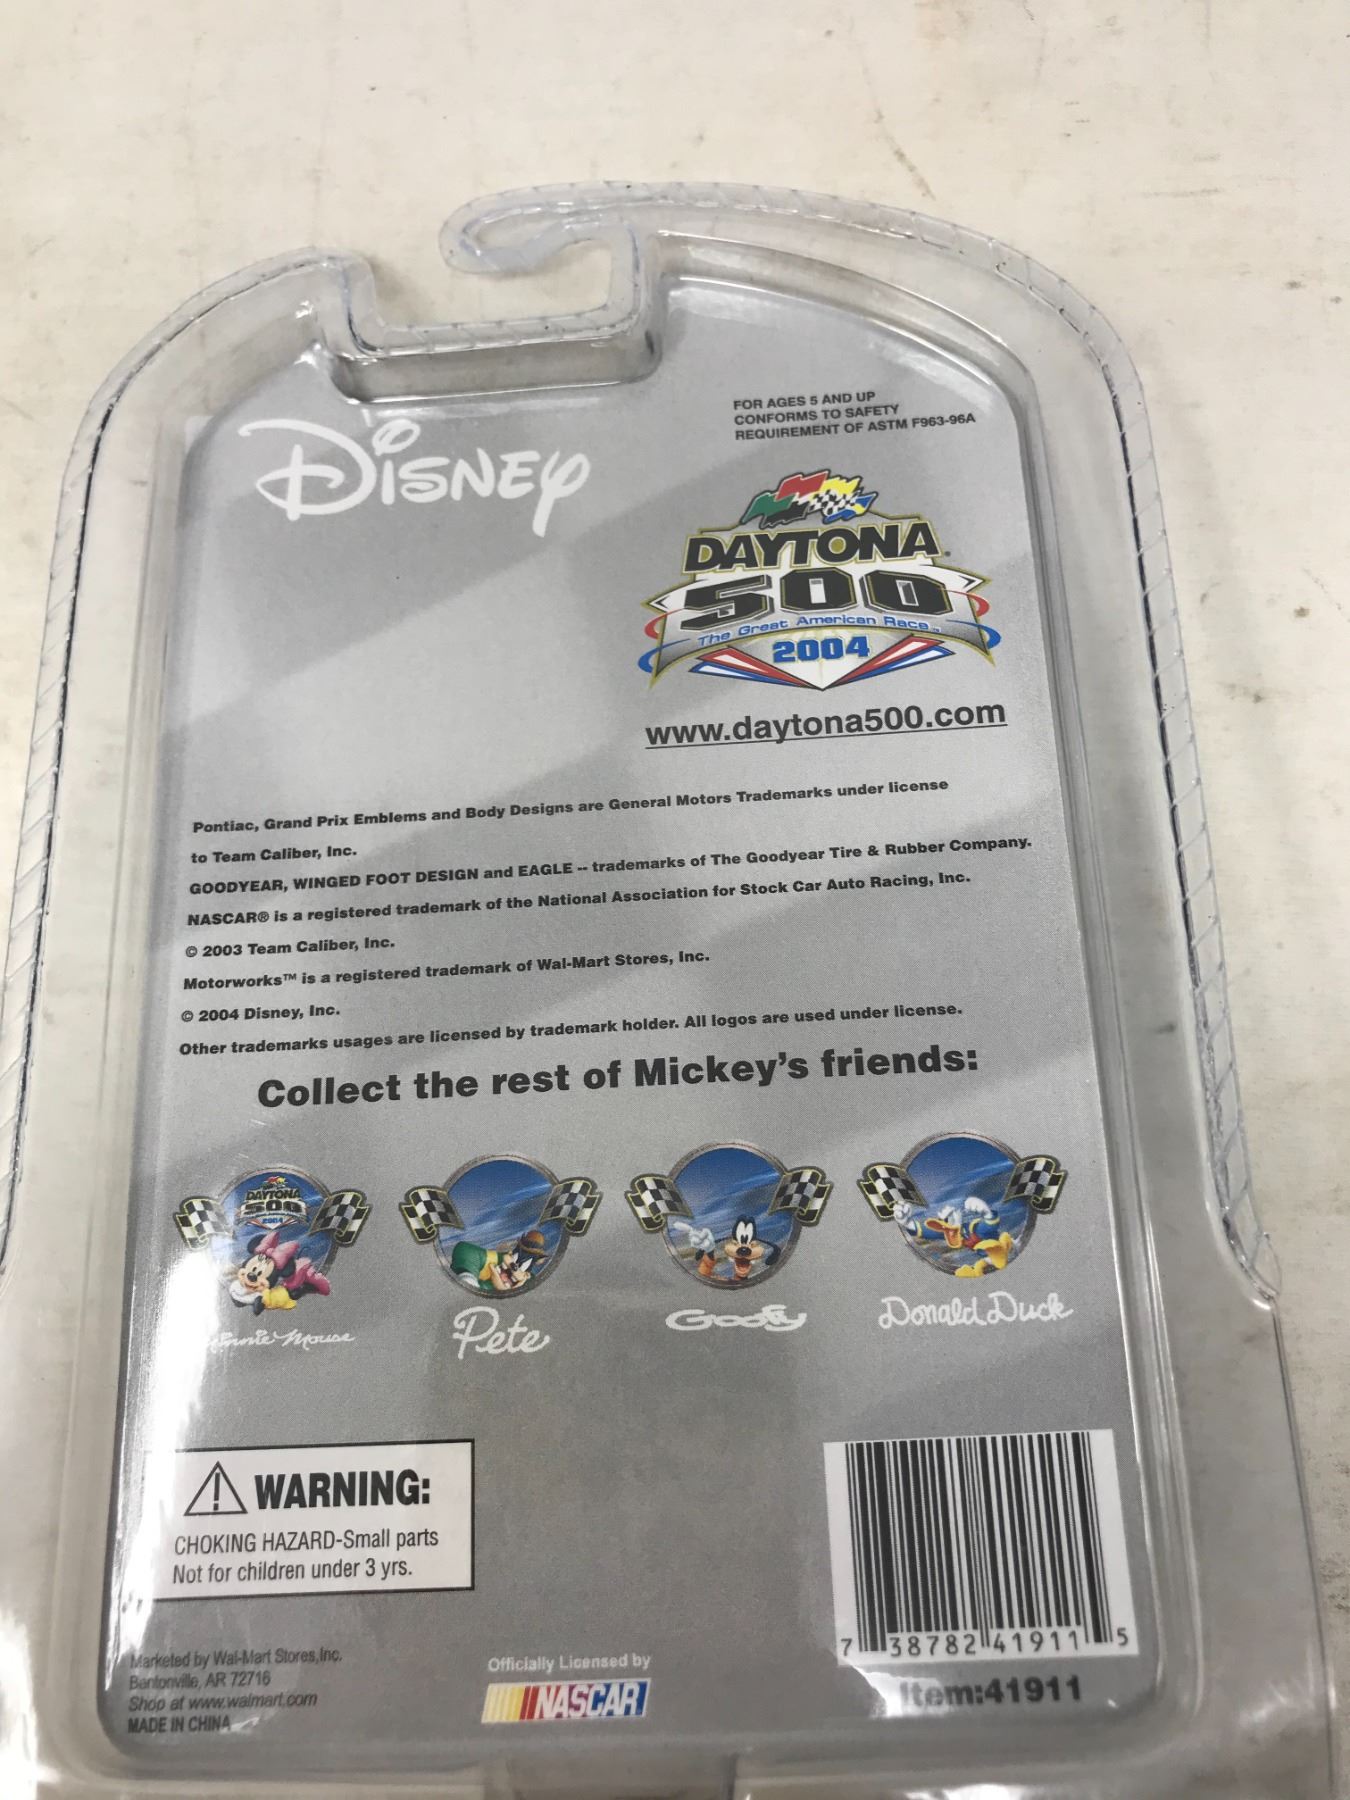 Disney
FOR AGES 5 AND UP
CONFORMS TO SAFETY
REQUIREMENT OF ASTM F963-96A
DAYTONA
500
The Great American Race™
2004
www.daytona500.com
Pontiac, Grand Prix Emblems and Body Designs are General Motors Trademarks under license
to Team Caliber, Inc.
GOODYEAR, WINGED FOOT DESIGN and EAGLE -- trademarks of The Goodyear Tire & Rubber Company.
NASCAR® is a registered trademark of the National Association for Stock Car Auto Racing, Inc.
© 2003 Team Caliber, Inc.
Motorworks™ is a registered trademark of Wal-Mart Stores, Inc.
© 2004 Disney, Inc.
Other trademarks usages are licensed by trademark holder. All logos are used under license.
Collect the rest of Mickey's friends:
DAYTONA
500
2004
Minnie Mouse
Pete
Goofy
Donald Duck
WARNING:
CHOKING HAZARD-Small parts
Not for children under 3 yrs.
7 38782 41911 5
Item:41911
Marketed by Wal-Mart Stores,Inc.
Bentonville, AR 72716
Shop at www.walmart.com
MADE IN CHINA
Officially Licensed by
NASCAR